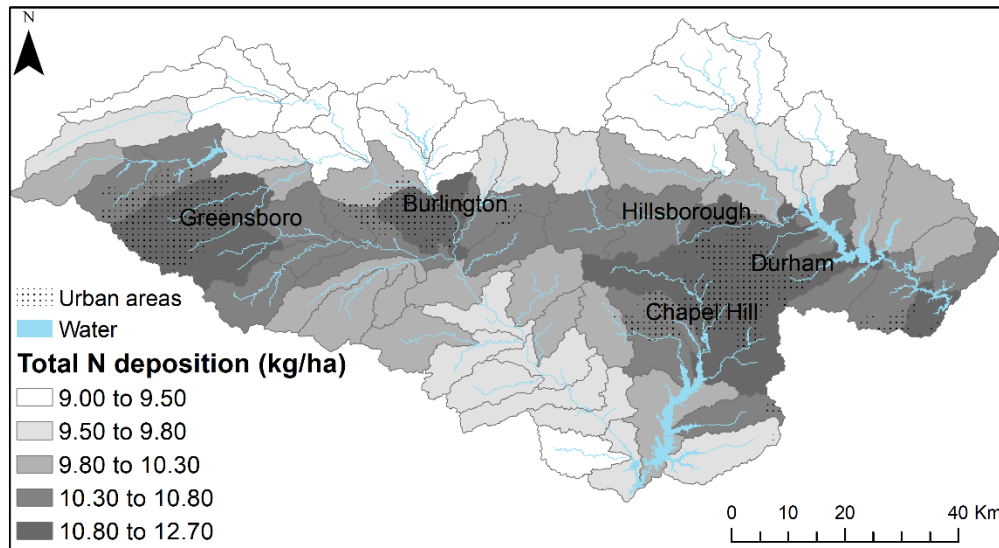 N
Greensboro
Burlington
Hillsborough
Durham
Chapel Hill
Urban areas
Water
Total N deposition (kg/ha)
9.00 to 9.50
9.50 to 9.80
9.80 to 10.30
10.30 to 10.80
10.80 to 12.70
0 10 20 30 40 Km